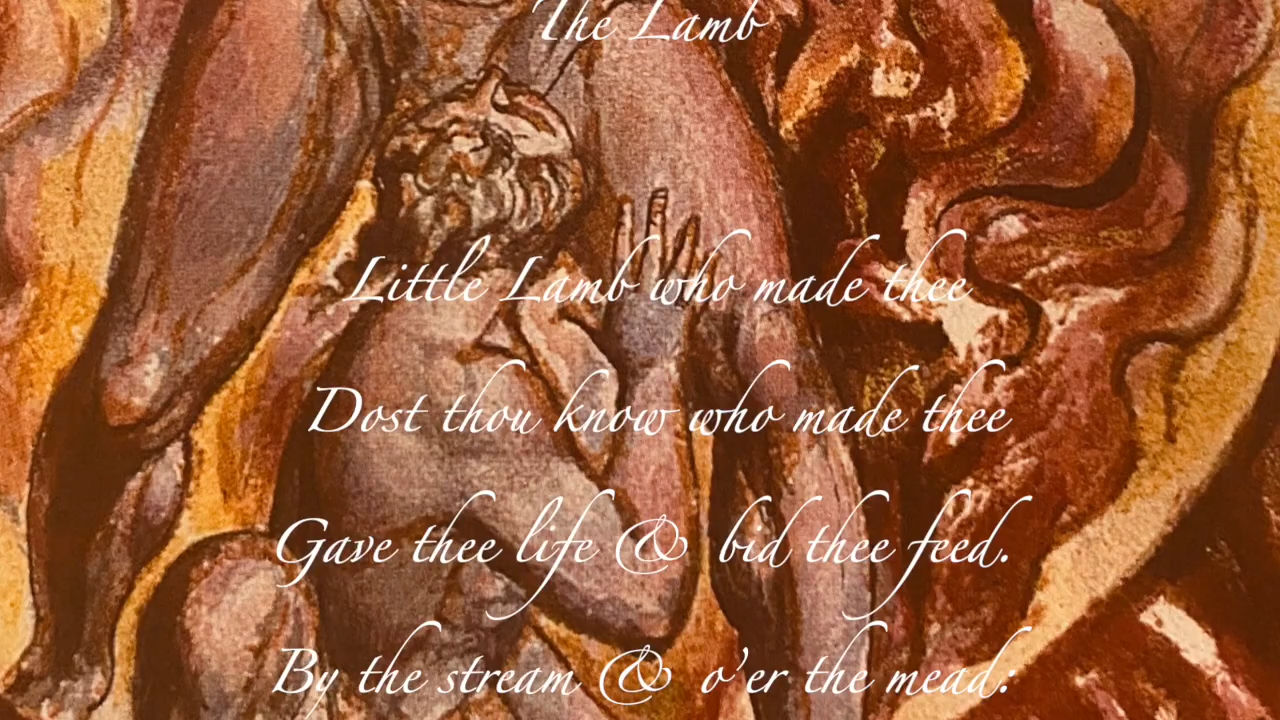 The Lamb
Little Lamb who made thee
Dost thou know who made thee
Gave thee life & bid thee feed.
By the stream & o'er the mead: